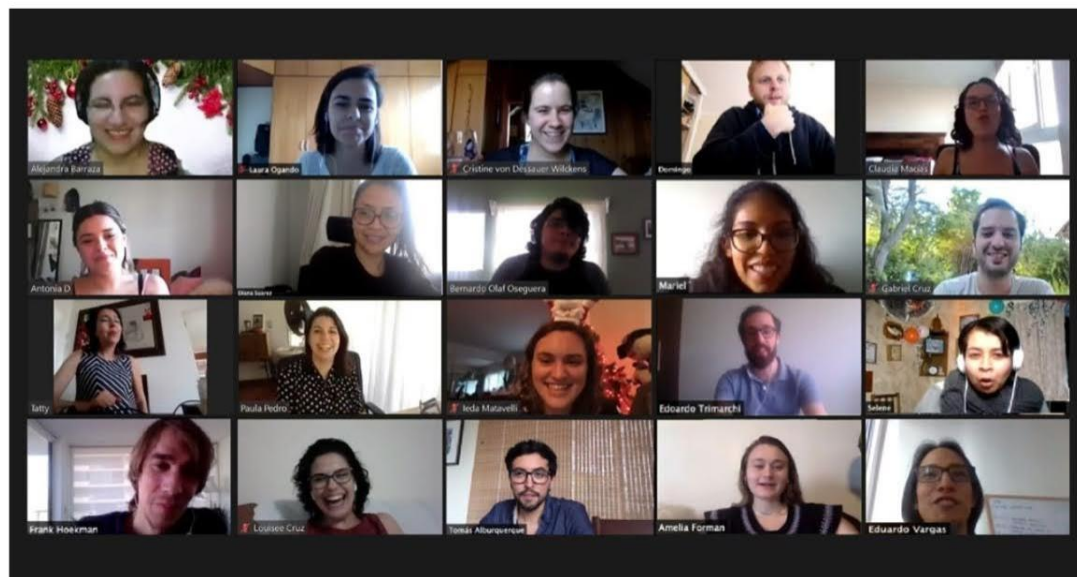 Alejandra Barraza
Laura Ogando
Cristine von Dessauer Wilckens
Domingo
Claudia Macias
Antonia D
Diana Suarez
Bernardo Olaf Oseguera
Mariel
Gabriel Cruz
Tatty
Paula Pedro
Ieda Matavelli
Edoardo Trimarchi
Selene
Frank Hoekman
Louisee Cruz
Tomás Alburquerque
Amelia Forman
Eduardo Vargas